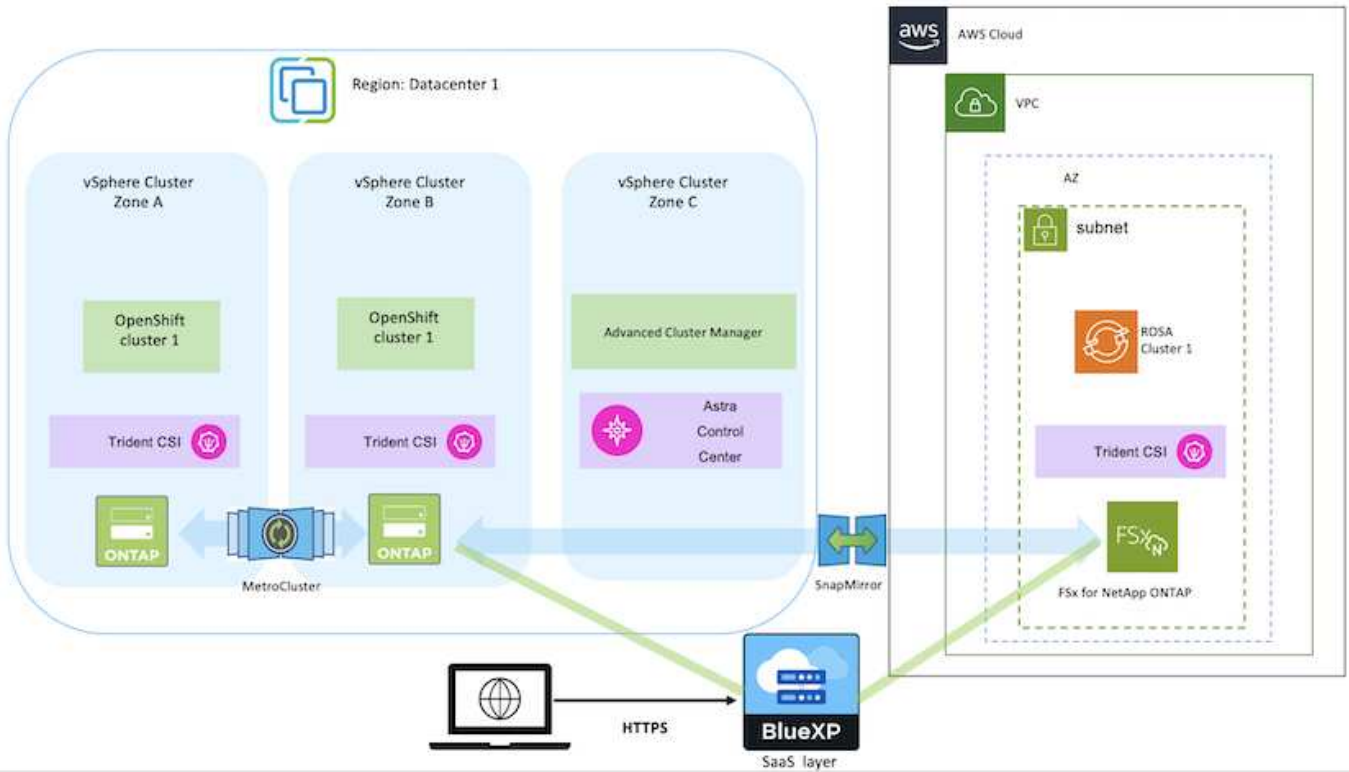 aws
AWS Cloud
Region: Datacenter 1
VPC
vSphere Cluster
Zone A
vSphere Cluster
Zone B
vSphere Cluster
Zone C
AZ
subnet
OpenShift
cluster 1
OpenShift
cluster 1
Advanced Cluster Manager
ROSA
Cluster 1
Trident CSI
Trident CSI
Astra
Control
Center
Trident CSI
ONTAP
ONTAP
FSx
N
MetroCluster
SnapMirror
FSx for NetApp ONTAP
HTTPS
BlueXP
SaaS layer